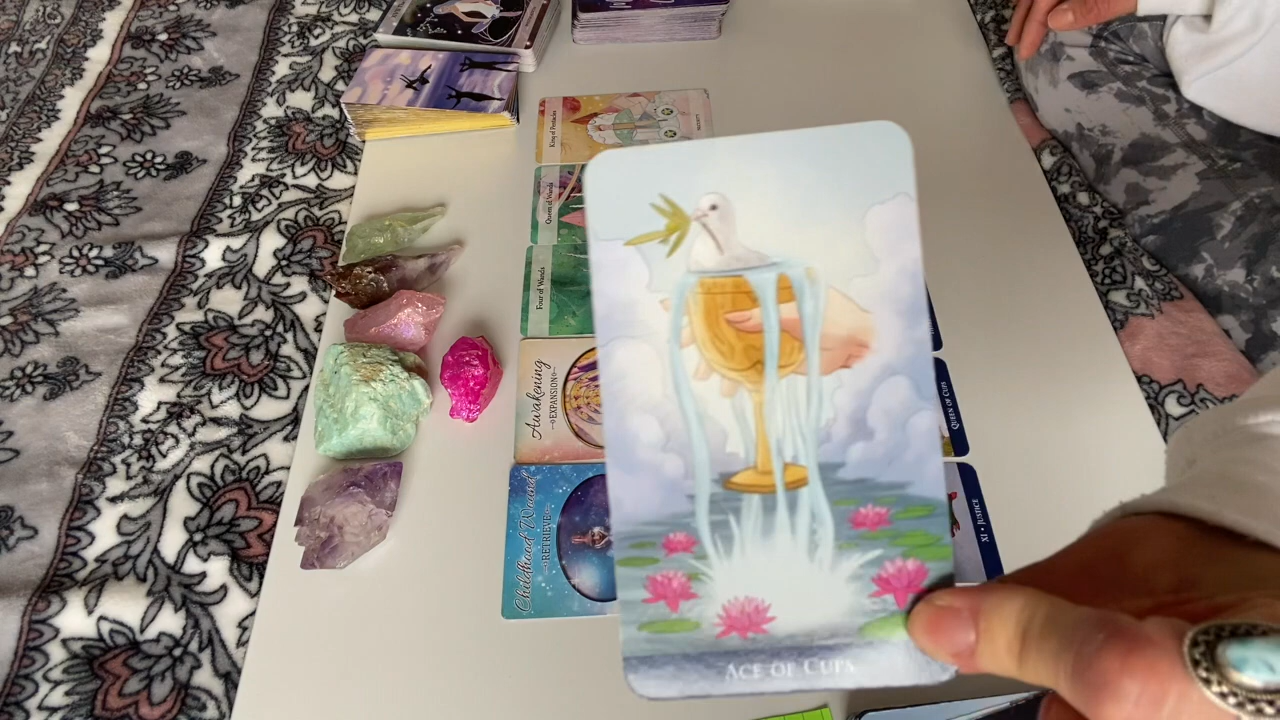 King of Pentacles
Queen of Wands
Four of Wands
Awakening
EXPANSION
Childhood Wound
RETRIEVE
ACE OF CUPS
QUEEN OF CUPS
XI • JUSTICE